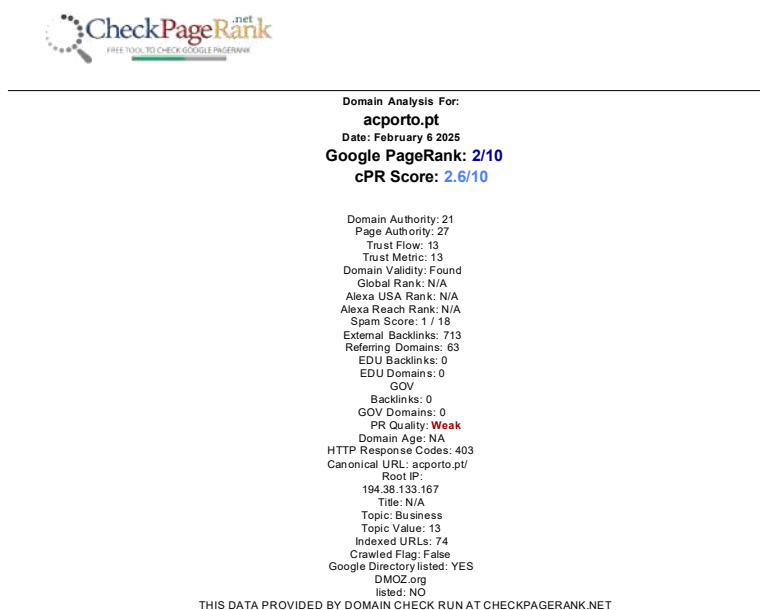 CheckPageRank.net
FREE TOOL TO CHECK GOOGLE PAGERANK
Domain Analysis For:
acporto.pt
Date: February 6 2025
Google PageRank: 2/10
cPR Score: 2.6/10
Domain Authority: 21
Page Authority: 27
Trust Flow: 13
Trust Metric: 13
Domain Validity: Found
Global Rank: N/A
Alexa USA Rank: N/A
Alexa Reach Rank: N/A
Spam Score: 1 / 18
External Backlinks: 713
Referring Domains: 63
EDU Backlinks: 0
EDU Domains: 0
GOV
Backlinks: 0
GOV Domains: 0
PR Quality: Weak
Domain Age: NA
HTTP Response Codes: 403
Canonical URL: acporto.pt/
Root IP:
194.38.133.167
Title: N/A
Topic: Business
Topic Value: 13
Indexed URLs: 74
Crawled Flag: False
Google Directory listed: YES
DMOZ.org
listed: NO
THIS DATA PROVIDED BY DOMAIN CHECK RUN AT CHECKPAGERANK.NET